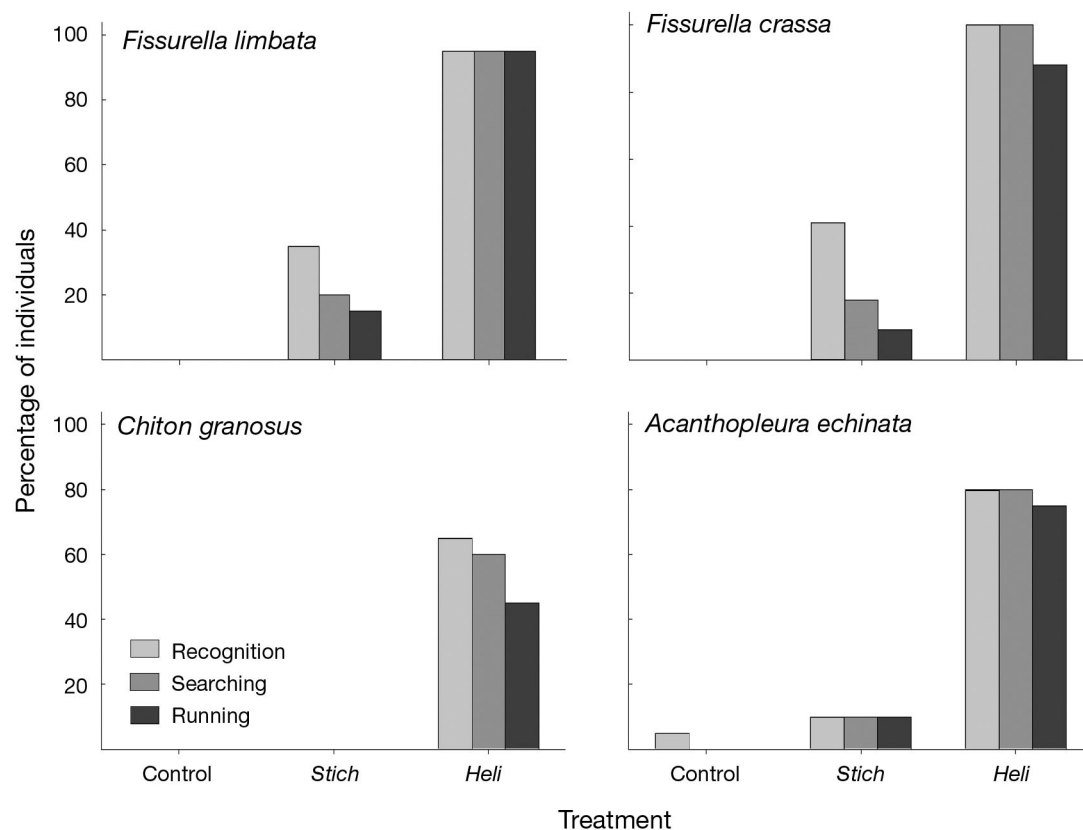 Fissurella limbata
Fissurella crassa
100
80
60
40
20
Percentage of individuals
Chiton granosus
Acanthopleura echinata
100
80
60
40
20
Recognition
Searching
Running
Control Stich Heli
Control Stich Heli
Treatment